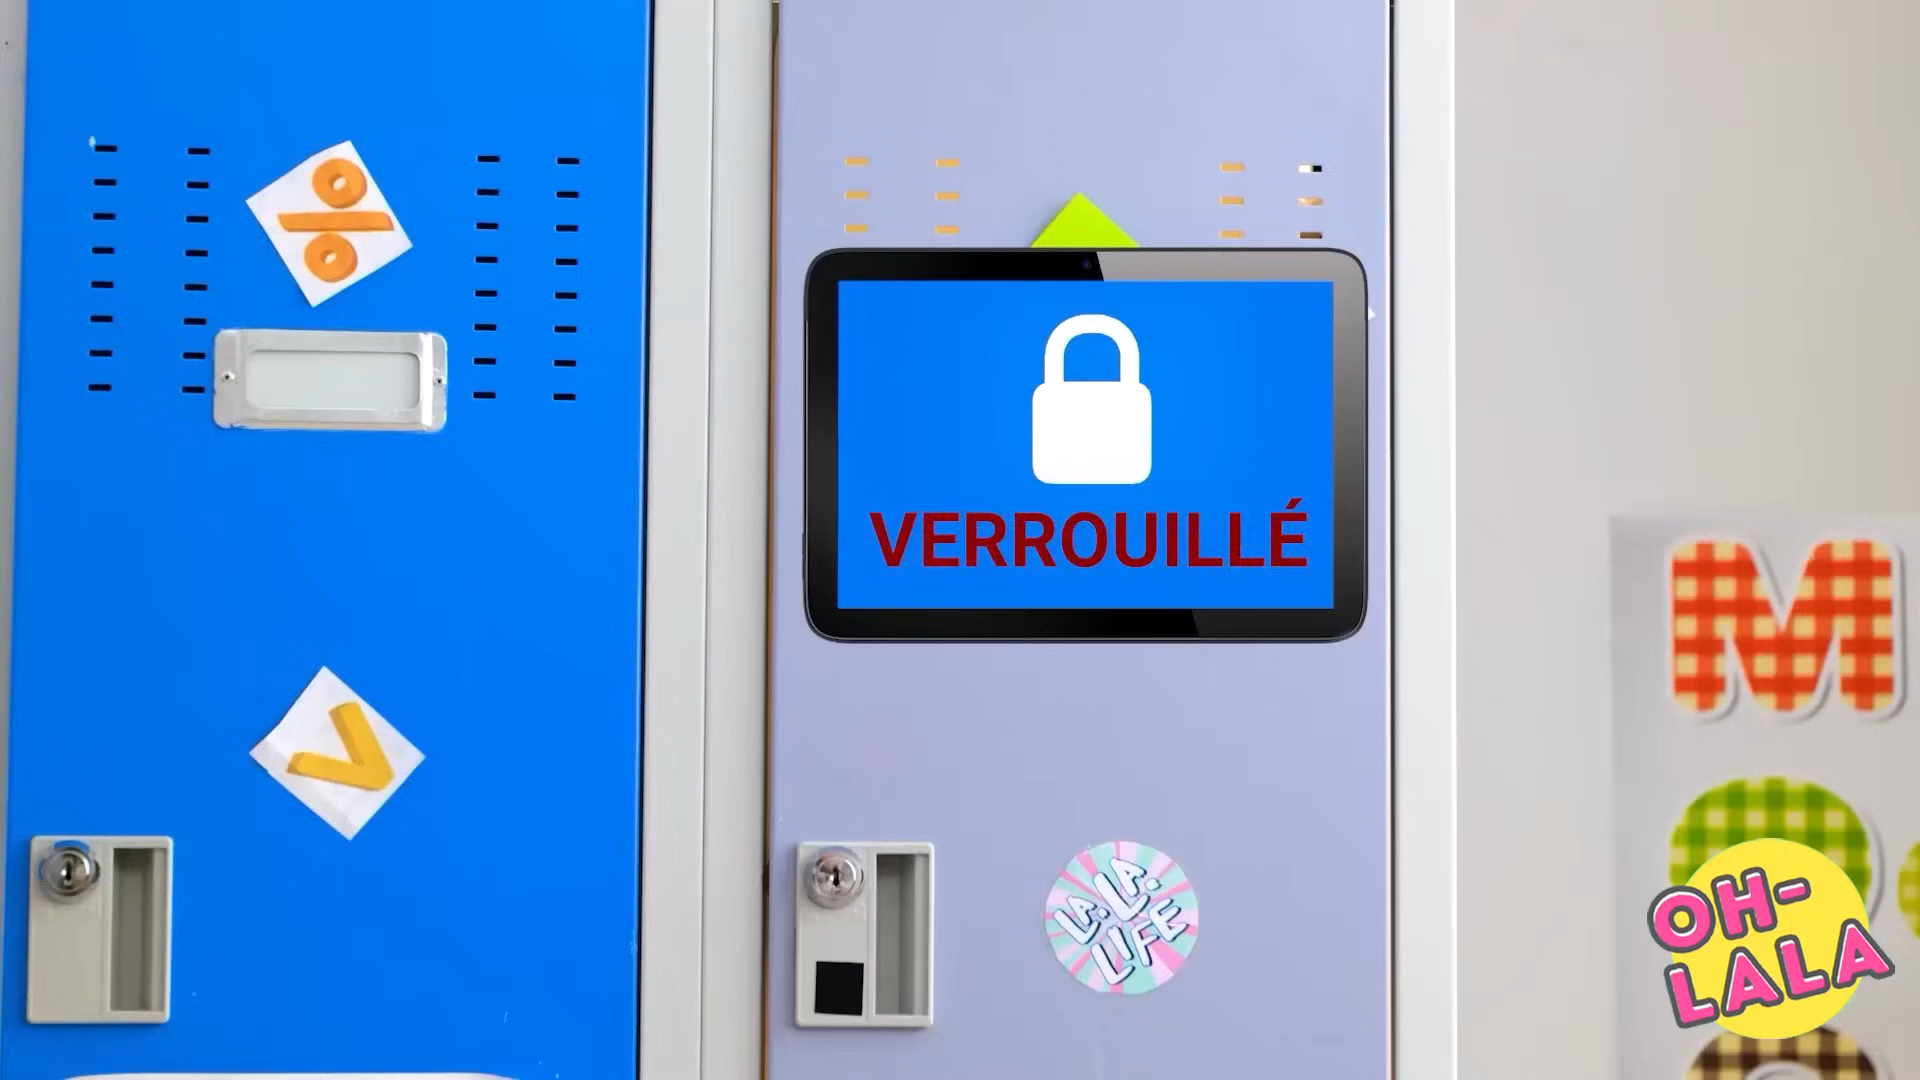 %
VERROUILLÉ
M
V
LA.LA.
LIFE
OH-
LALA